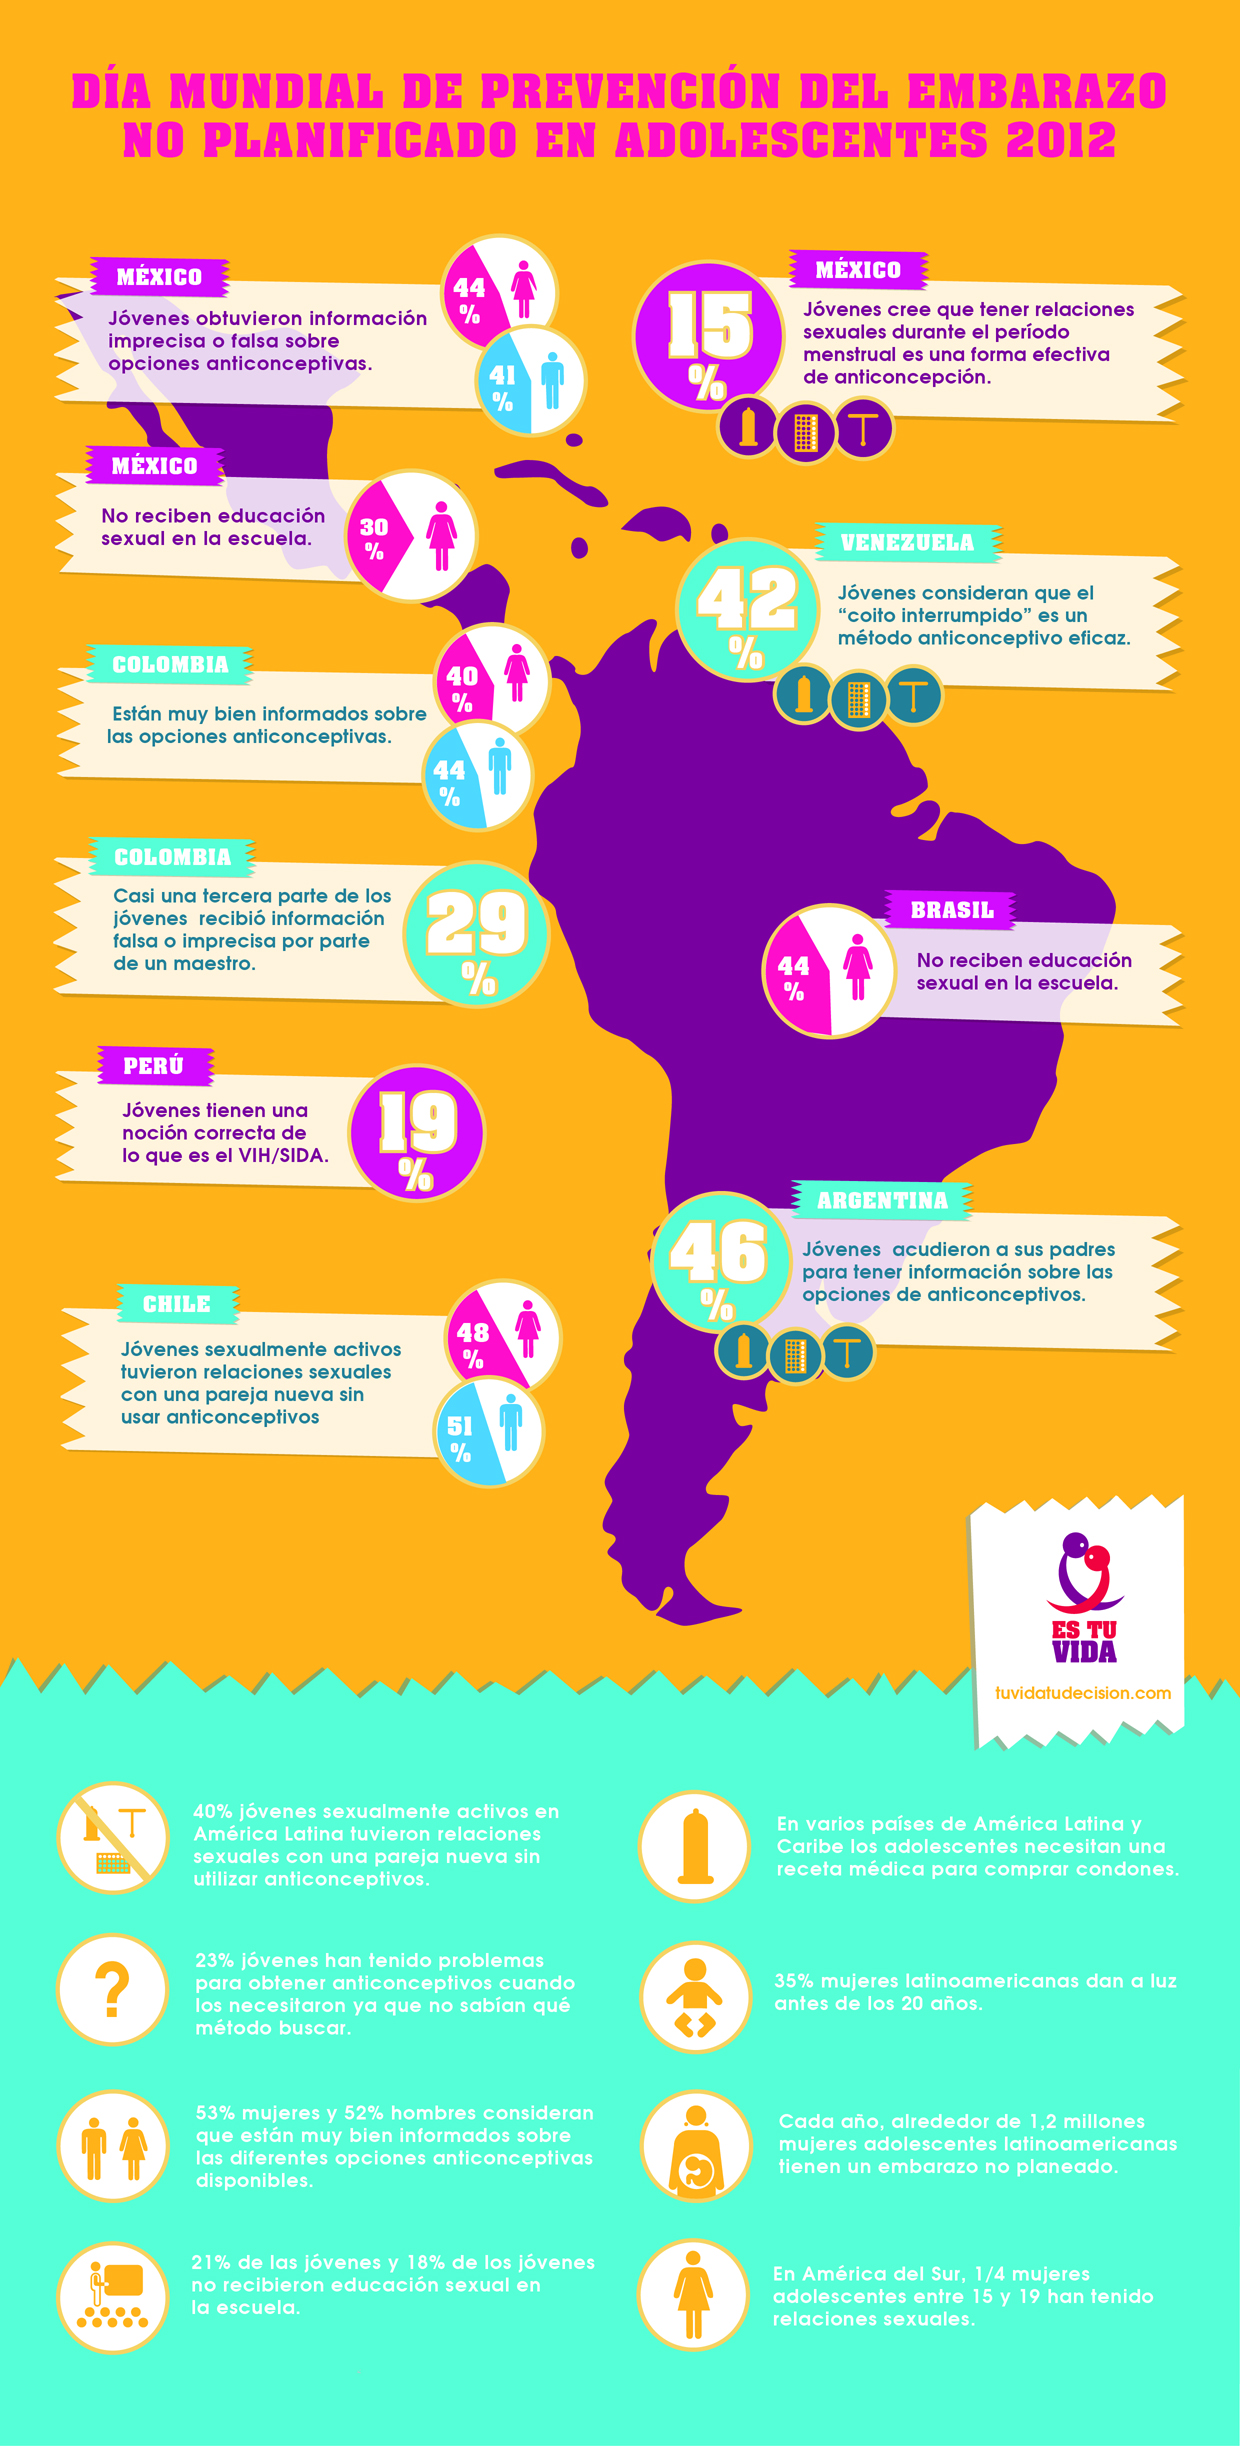 DÍA MUNDIAL DE PREVENCIÓN DEL EMBARAZO
NO PLANIFICADO EN ADOLESCENTES 2012
MÉXICO
Jóvenes obtuvieron información
imprecisa o falsa sobre
opciones anticonceptivas.
44
%
41
%
MÉXICO
15
%
Jóvenes cree que tener relaciones
sexuales durante el período
menstrual es una forma efectiva
de anticoncepción.
MÉXICO
No reciben educación
sexual en la escuela.
30
%
VENEZUELA
42
%
Jóvenes consideran que el
“coito interrumpido” es un
método anticonceptivo eficaz.
COLOMBIA
Están muy bien informados sobre
las opciones anticonceptivas.
40
%
44
%
COLOMBIA
Casi una tercera parte de los
jóvenes recibió información
falsa o imprecisa por parte
de un maestro.
29
%
BRASIL
44
%
No reciben educación
sexual en la escuela.
PERÚ
Jóvenes tienen una
noción correcta de
lo que es el VIH/SIDA.
19
%
ARGENTINA
46
%
Jóvenes acudieron a sus padres
para tener información sobre las
opciones de anticonceptivos.
CHILE
Jóvenes sexualmente activos
tuvieron relaciones sexuales
con una pareja nueva sin
usar anticonceptivos
48
%
51
%
ES TU
VIDA
tuvidatudecision.com
40% jóvenes sexualmente activos en
América Latina tuvieron relaciones
sexuales con una pareja nueva sin
utilizar anticonceptivos.
En varios países de América Latina y
Caribe los adolescentes necesitan una
receta médica para comprar condones.
?
23% jóvenes han tenido problemas
para obtener anticonceptivos cuando
los necesitaron ya que no sabían qué
método buscar.
35% mujeres latinoamericanas dan a luz
antes de los 20 años.
53% mujeres y 52% hombres consideran
que están muy bien informados sobre
las diferentes opciones anticonceptivas
disponibles.
Cada año, alrededor de 1,2 millones
mujeres adolescentes latinoamericanas
tienen un embarazo no planeado.
21% de las jóvenes y 18% de los jóvenes
no recibieron educación sexual en
la escuela.
En América del Sur, 1/4 mujeres
adolescentes entre 15 y 19 han tenido
relaciones sexuales.